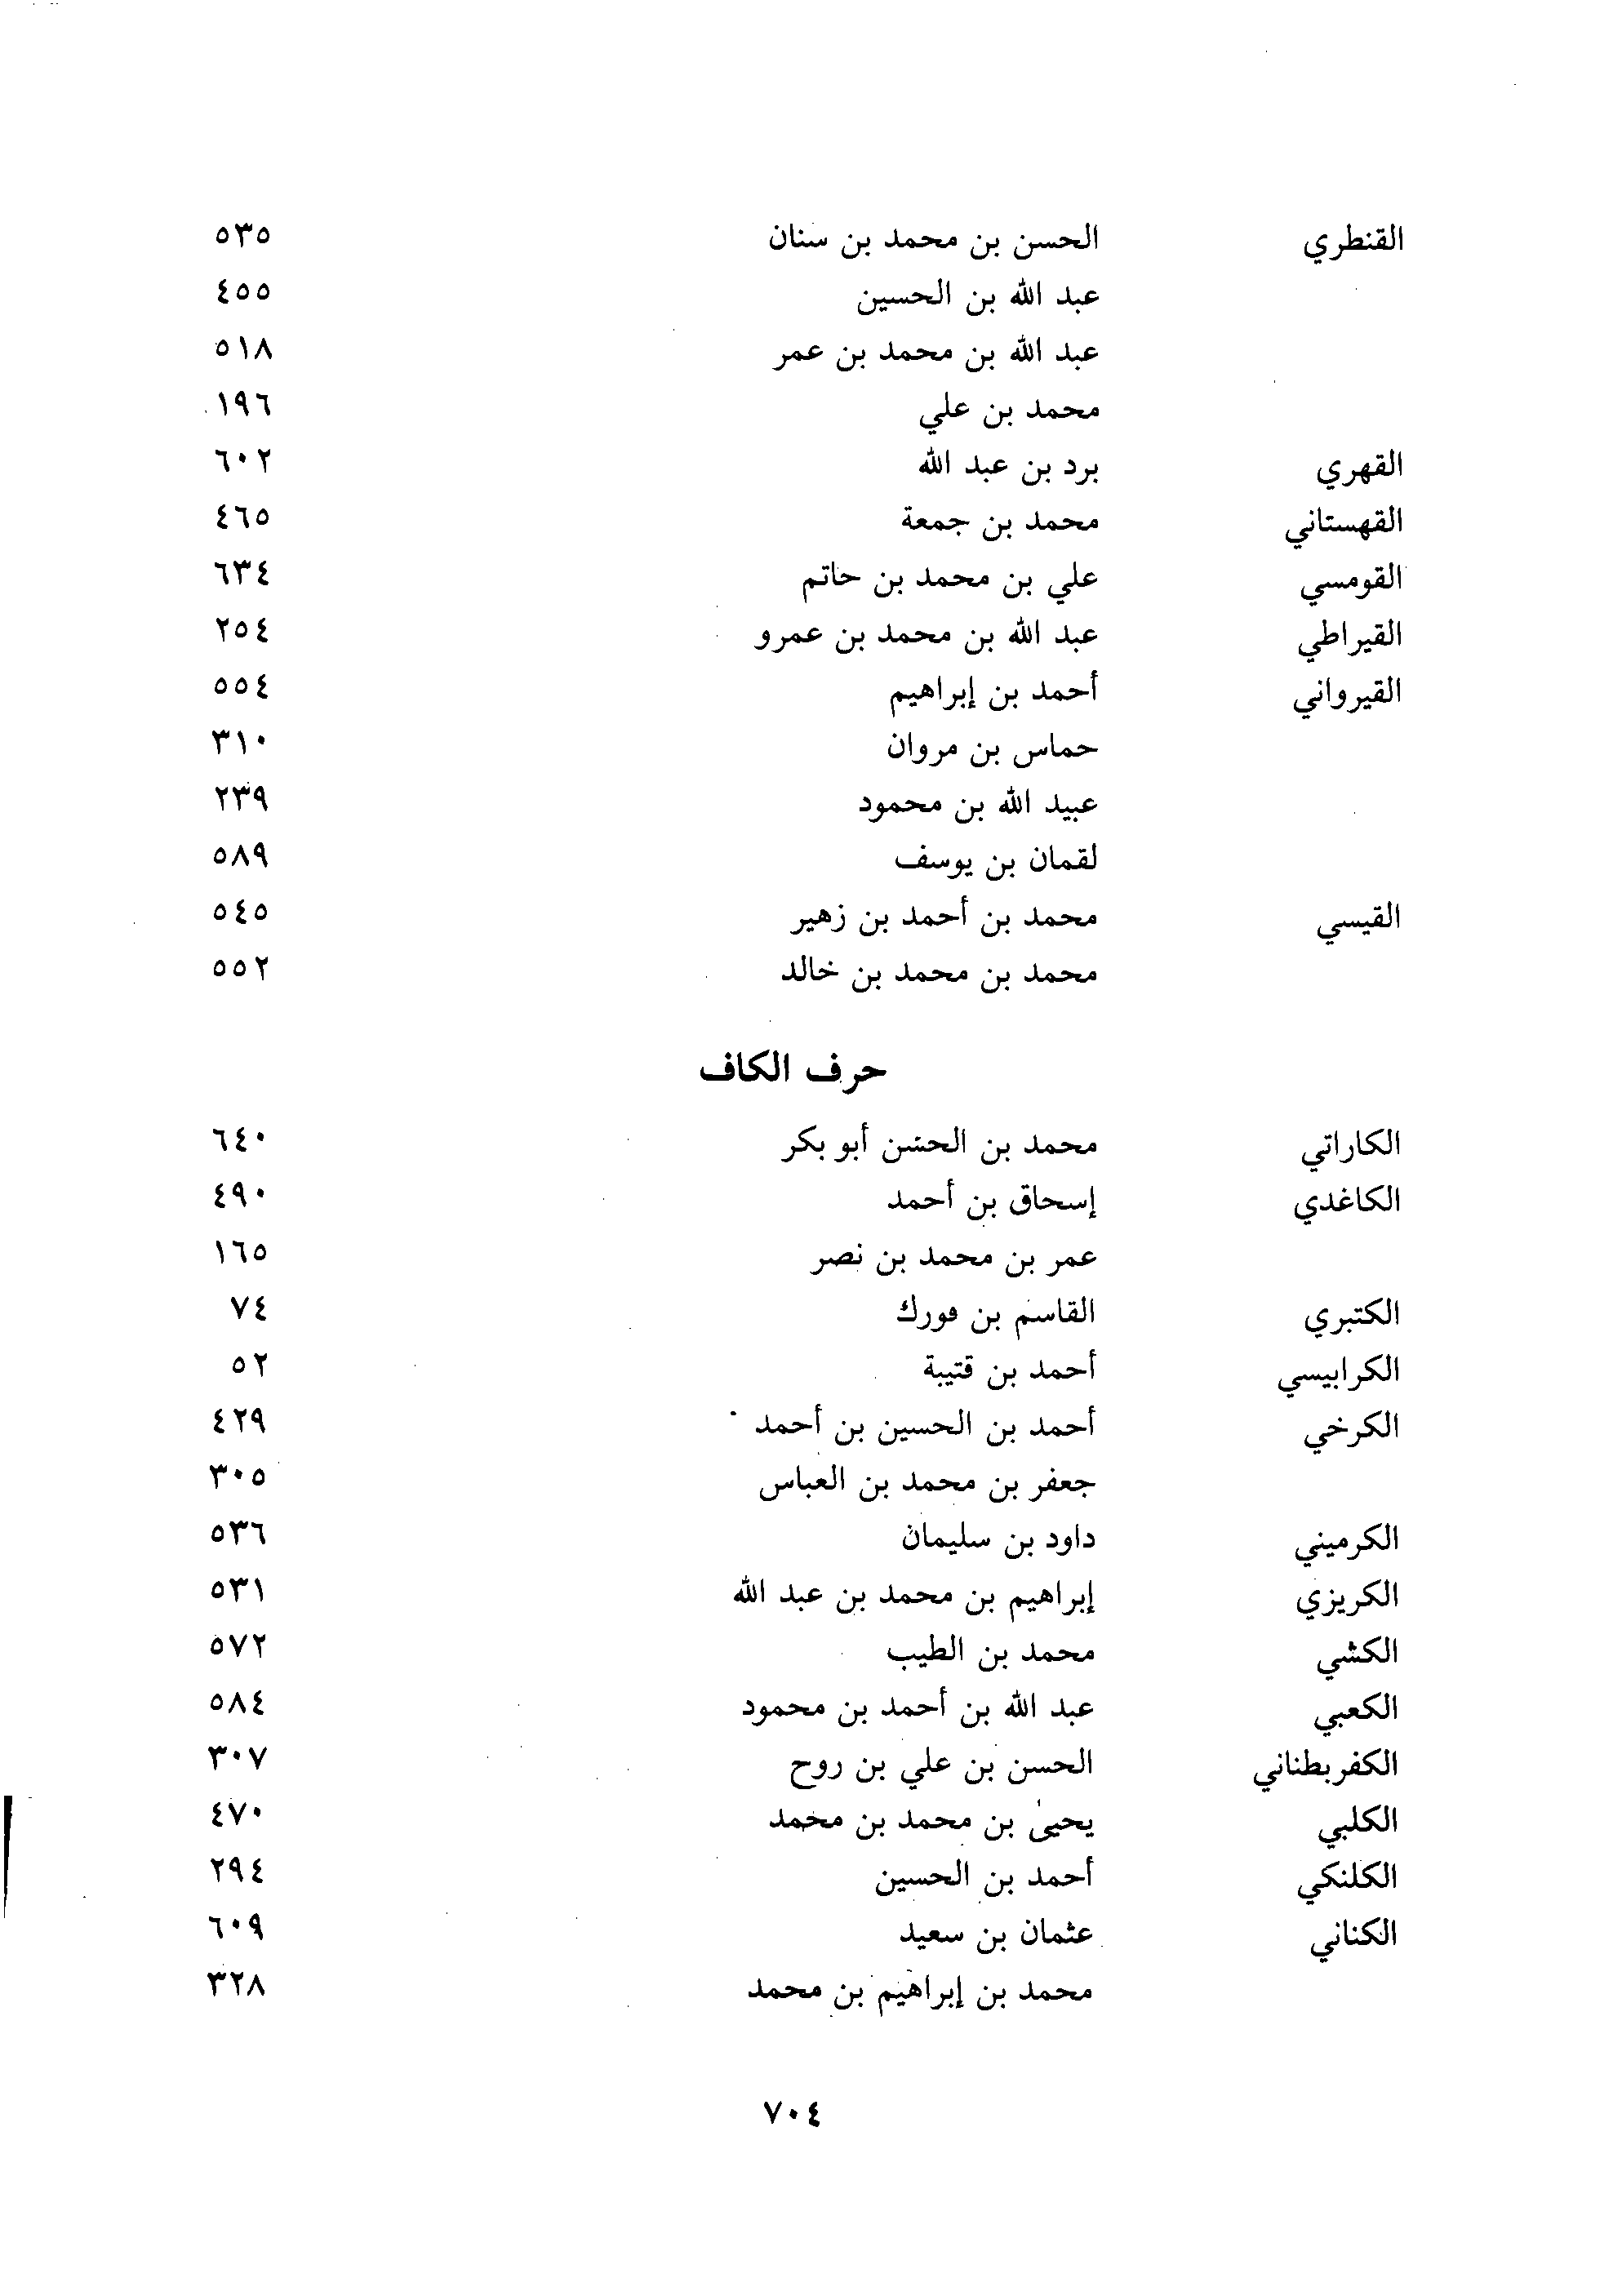 القنطري الحسن بن محمد بن سنان ٥٣٥
عبد الله بن الحسين ٤٥٥
عبد الله بن محمد بن عمر ٥١٨
محمد بن علي ١٩٦
القهري برد بن عبد الله ٦٠٢
القهستاني محمد بن جمعة ٤٦٥
القومسي علي بن محمد بن حاتم ٦٣٤
القيراطي عبد الله بن محمد بن عمرو ٢٥٤
القيرواني أحمد بن إبراهيم ٥٥٤
حماس بن مروان ٣١٠
عبيد الله بن محمود ٢٣٩
لقمان بن يوسف ٥٨٩
القيسي محمد بن أحمد بن زهير ٥٤٥
محمد بن محمد بن خالد ٥٥٢
حرف الكاف
الكاراتي محمد بن الحسن أبو بكر ٦٤٠
الكاغدي إسحاق بن أحمد ٤٩٠
عمر بن محمد بن نصر ١٦٥
الكتبري القاسم بن فورك ٧٤
الكرابيسي أحمد بن قتيبة ٥٢
الكرخي أحمد بن الحسين بن أحمد ٤٢٩
جعفر بن محمد بن العباس ٣٠٥
الكرميني داود بن سليمان ٥٣٦
الكريزي إبراهيم بن محمد بن عبد الله ٥٣١
الكشي محمد بن الطيب ٥٧٢
الكعبي عبد الله بن أحمد بن محمود ٥٨٤
الكفربطناني الحسن بن علي بن روح ٣٠٧
الكلبي يحيى بن محمد بن محمد ٤٧٠
الكلنكي أحمد بن الحسين ٢٩٤
الكناني عثمان بن سعيد ٦٠٩
محمد بن إبراهيم بن محمد ٣٢٨
٧٠٤